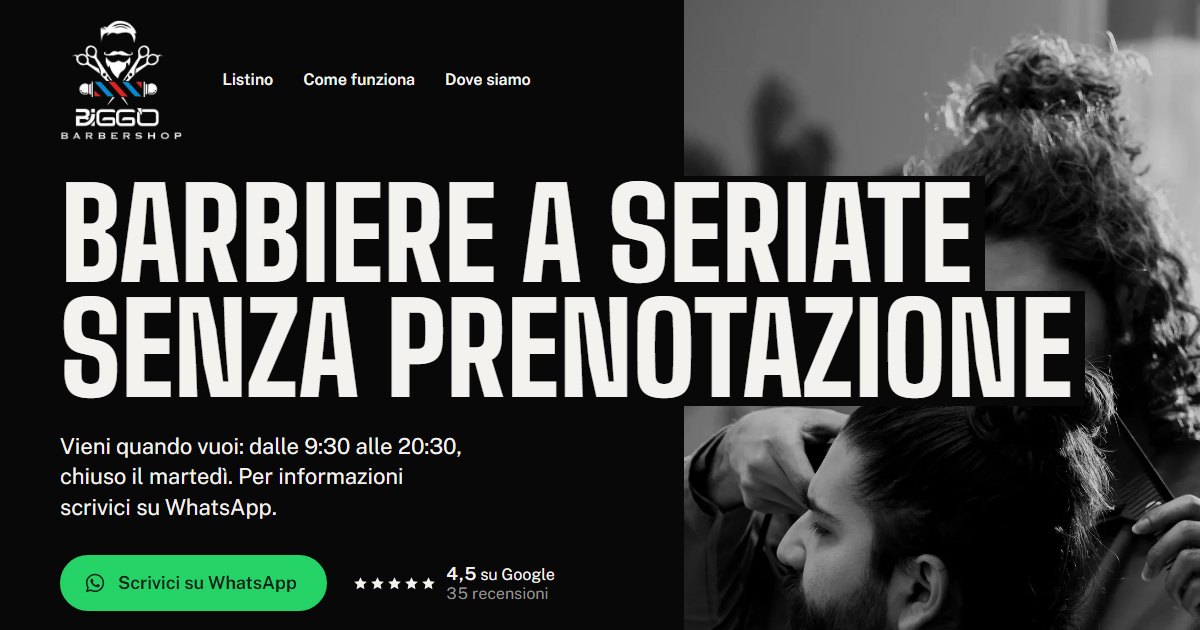 BIGGO
BARBERSHOP
Listino
Come funziona
Dove siamo
BARBIERE A SERIATE
SENZA PRENOTAZIONE
Vieni quando vuoi: dalle 9:30 alle 20:30,
chiuso il martedì. Per informazioni
scrivici su WhatsApp.
Scrivici su WhatsApp
4,5 su Google
35 recensioni